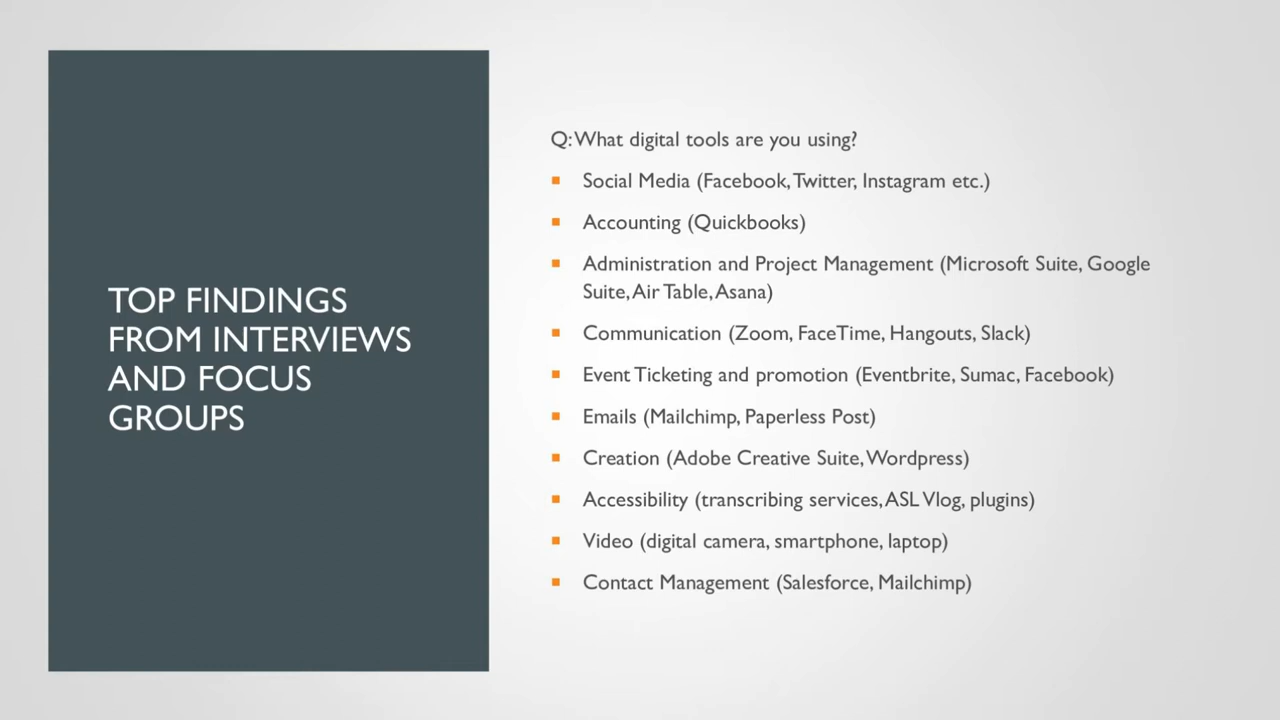 TOP FINDINGS
FROM INTERVIEWS
AND FOCUS
GROUPS
Q: What digital tools are you using?
Social Media (Facebook, Twitter, Instagram etc.)
Accounting (Quickbooks)
Administration and Project Management (Microsoft Suite, Google
Suite, Air Table, Asana)
Communication (Zoom, FaceTime, Hangouts, Slack)
Event Ticketing and promotion (Eventbrite, Sumac, Facebook)
Emails (Mailchimp, Paperless Post)
Creation (Adobe Creative Suite, Wordpress)
Accessibility (transcribing services, ASL Vlog, plugins)
Video (digital camera, smartphone, laptop)
Contact Management (Salesforce, Mailchimp)